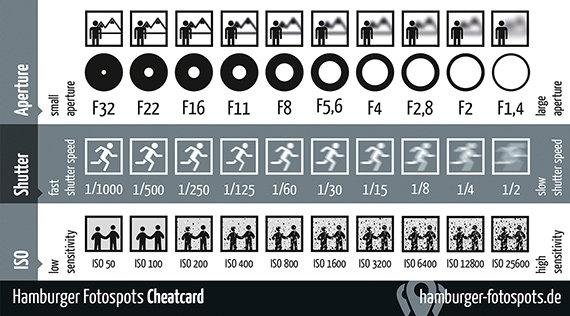 Aperture
small aperture
F32 F22 F16 F11 F8 F5,6 F4 F2,8 F2 F1,4
large aperture
Shutter
fast shutter speed
1/1000 1/500 1/250 1/125 1/60 1/30 1/15 1/8 1/4 1/2
slow shutter speed
ISO
low sensitivity
ISO 50 ISO 100 ISO 200 ISO 400 ISO 800 ISO 1600 ISO 3200 ISO 6400 ISO 12800 ISO 25600
high sensitivity
Hamburger Fotospots Cheatcard
hamburger-fotospots.de